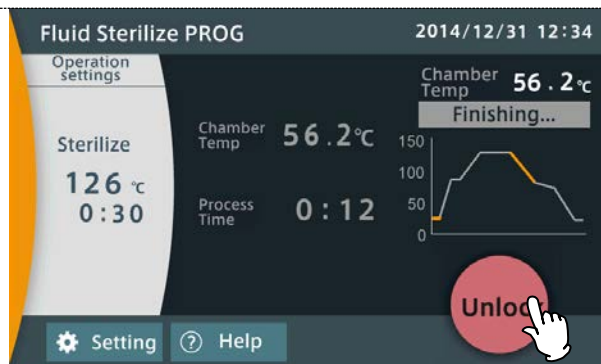 Fluid Sterilize PROG
2014/12/31 12:34
Operation
settings
Sterilize
126 ℃
0:30
Chamber
Temp
56.2℃
Process
Time
0:12
Chamber
Temp
56.2℃
Finishing...
150
100
50
0
Unlock
Setting
? Help